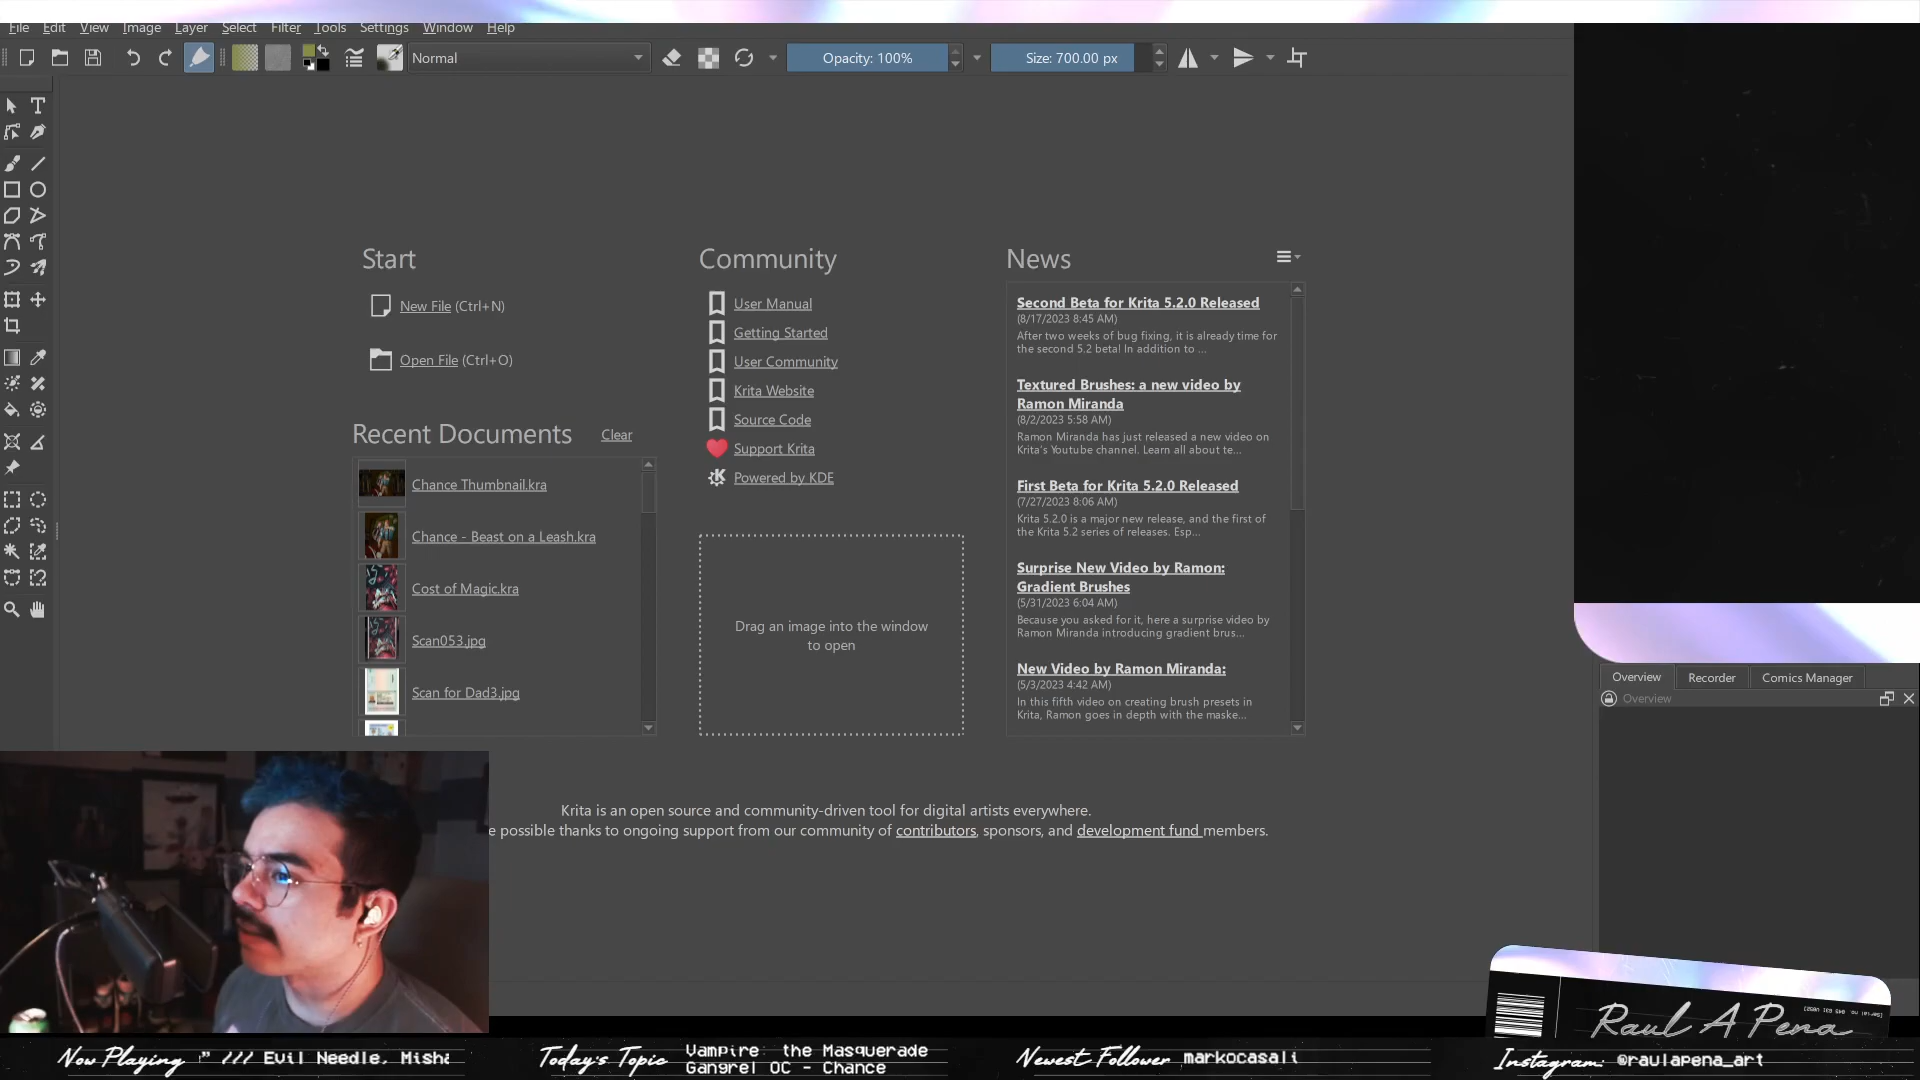 File Edit View Image Layer Select Filter Tools Settings Window Help
Normal
Opacity: 100%
Size: 700.00 px
Start
New File (Ctrl+N)
Open File (Ctrl+O)
Recent Documents
Clear
Chance Thumbnail.kra
Chance - Beast on a Leash.kra
Cost of Magic.kra
Scan053.jpg
Scan for Dad3.jpg
Community
User Manual
Getting Started
User Community
Krita Website
Source Code
Support Krita
Powered by KDE
Drag an image into the window
to open
News
Second Beta for Krita 5.2.0 Released
(8/17/2023 8:45 AM)
After two weeks of bug fixing, it is already time for
the second 5.2 beta! In addition to ...
Textured Brushes: a new video by
Ramon Miranda
(8/2/2023 5:58 AM)
Ramon Miranda has just released a new video on
Krita's Youtube channel. Learn all about te...
First Beta for Krita 5.2.0 Released
(7/27/2023 8:06 AM)
Krita 5.2.0 is a major new release, and the first of
the Krita 5.2 series of releases. Esp...
Surprise New Video by Ramon:
Gradient Brushes
(5/31/2023 6:04 AM)
Because you asked for it, here a surprise video by
Ramon Miranda introducing gradient brus...
New Video by Ramon Miranda:
(5/3/2023 4:42 AM)
In this fifth video on creating brush presets in
Krita, Ramon goes in depth with the maske...
Overview Recorder Comics Manager
Overview
Krita is an open source and community-driven tool for digital artists everywhere.
e possible thanks to ongoing support from our community of contributors, sponsors, and development fund members.
Raul A Pena
Now Playing " /// Evil Needle, Misha
Today's Topic Vampire: the Masquerade
Gangrel OC - Chance
Newest Follower markocasali
Instagram: @raulapena_art